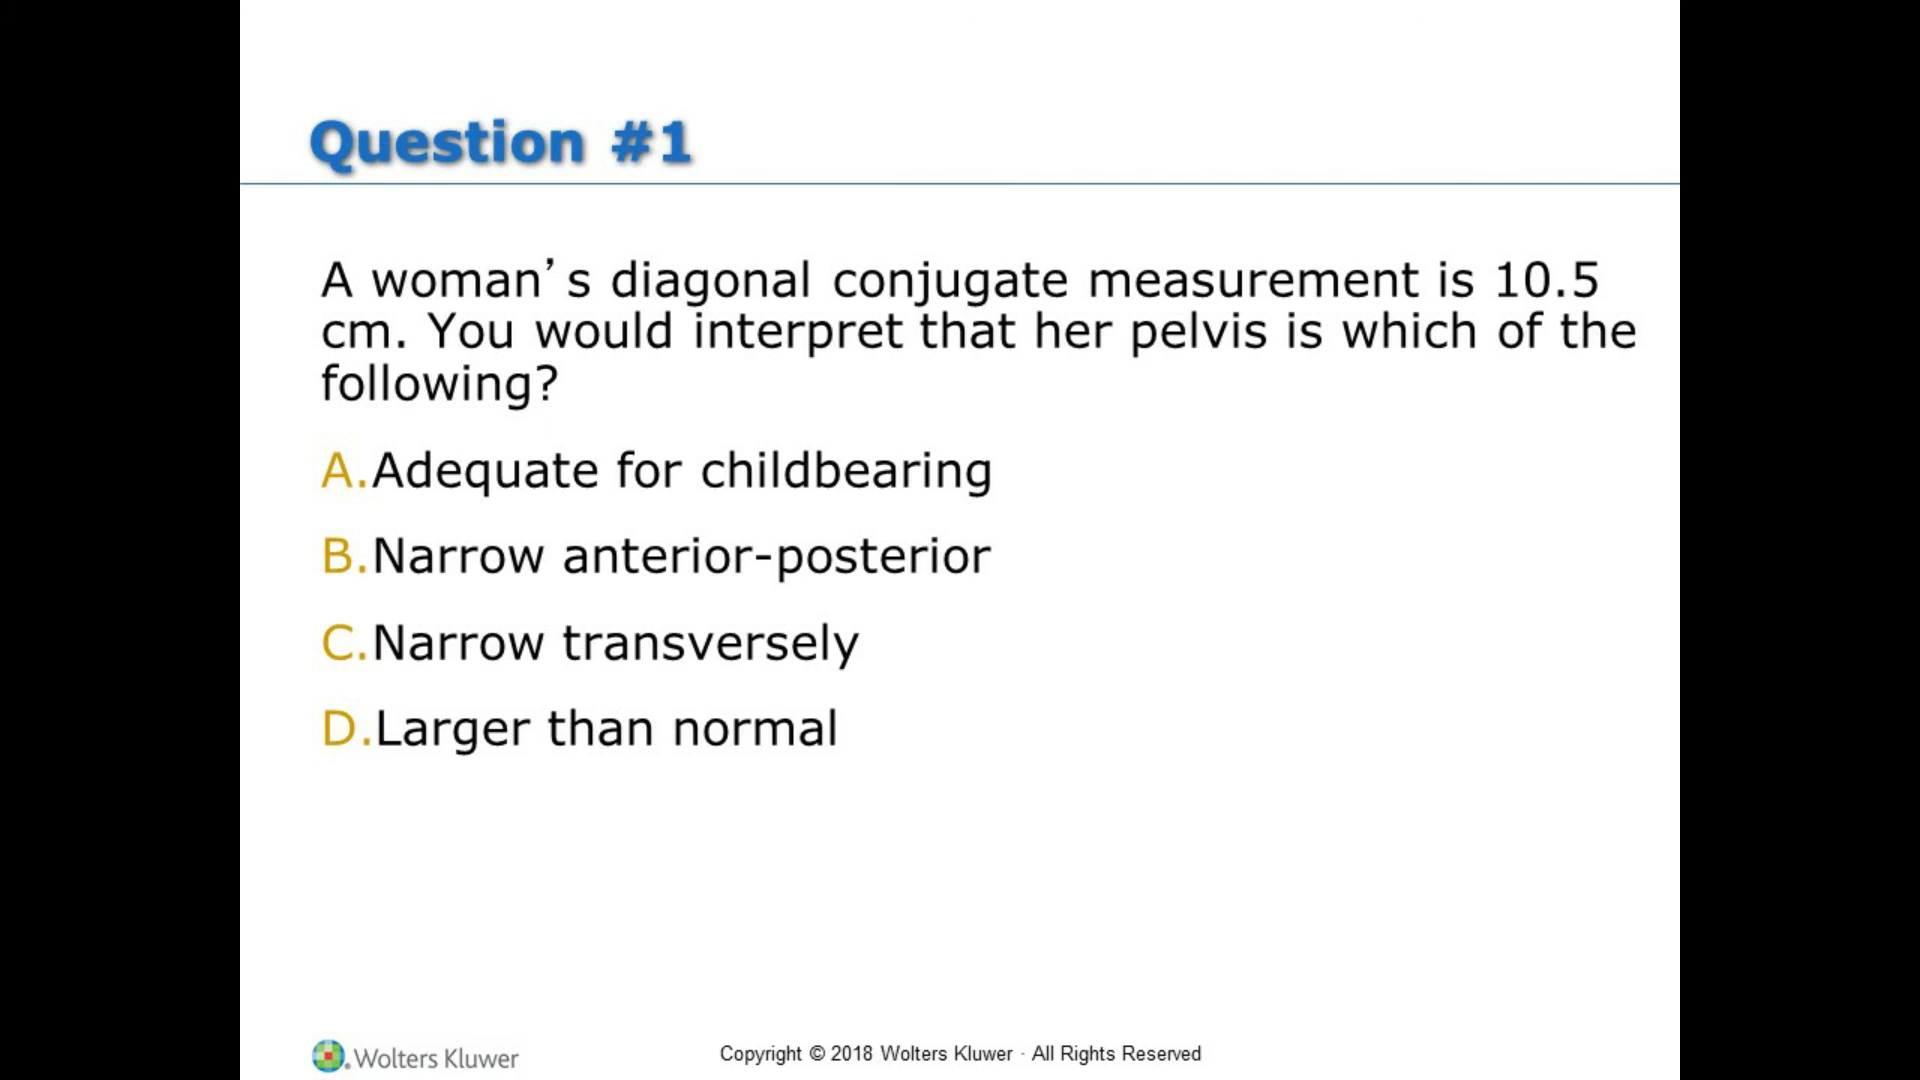 Question #1
A woman’s diagonal conjugate measurement is 10.5
cm. You would interpret that her pelvis is which of the
following?
A.Adequate for childbearing
B.Narrow anterior-posterior
C.Narrow transversely
D.Larger than normal
Wolters Kluwer
Copyright © 2018 Wolters Kluwer · All Rights Reserved